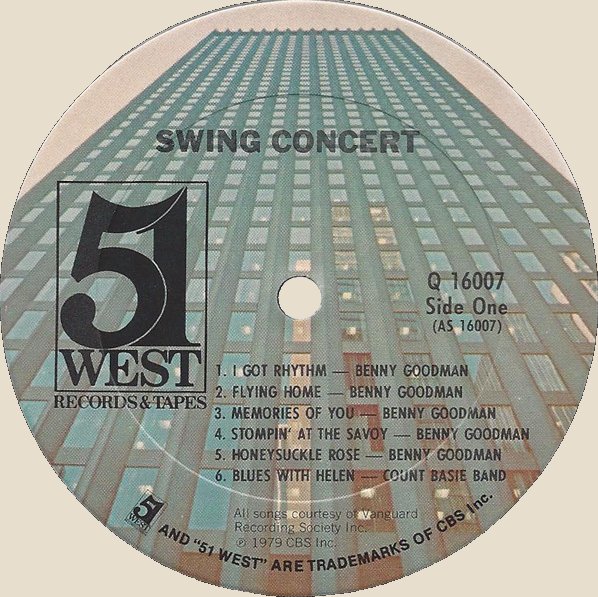 SWING CONCERT
51
WEST
RECORDS & TAPES
Q 16007
Side One
(AS 16007)
1. I GOT RHYTHM — BENNY GOODMAN
2. FLYING HOME — BENNY GOODMAN
3. MEMORIES OF YOU — BENNY GOODMAN
4. STOMPIN' AT THE SAVOY — BENNY GOODMAN
5. HONEYSUCKLE ROSE — BENNY GOODMAN
6. BLUES WITH HELEN — COUNT BASIE BAND
All songs courtesy of Vanguard
Recording Society Inc.
℗ 1979 CBS Inc.
51 WEST AND "51 WEST" ARE TRADEMARKS OF CBS Inc.